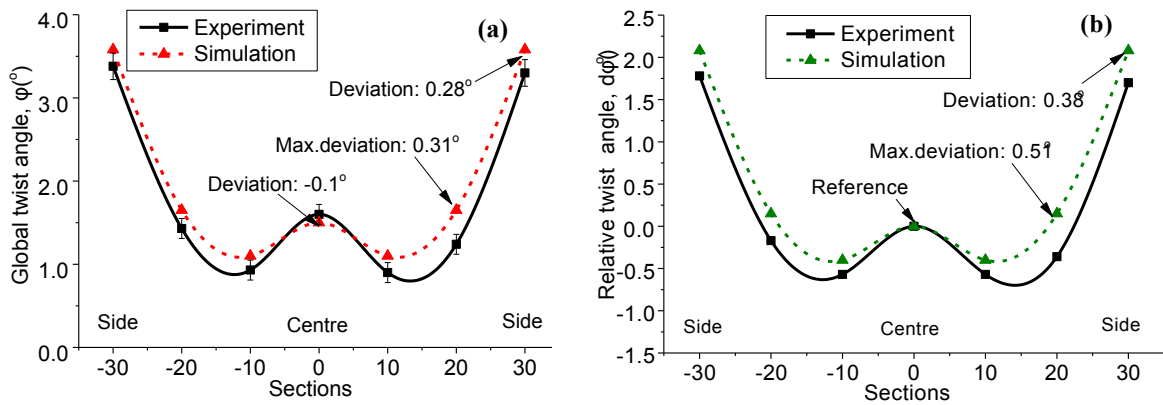 (a)
Experiment
Simulation
Deviation: 0.28°
Max.deviation: 0.31°
Deviation: -0.1°
Global twist angle, φ(°)
4.0
3.0
2.0
1.0
0.0
Side
Centre
Side
-30 -20 -10 0 10 20 30
Sections
(b)
Experiment
Simulation
Deviation: 0.38°
Max.deviation: 0.51°
Reference
Relative twist angle, dφ°
2.5
2.0
1.5
1.0
0.5
0.0
-0.5
-1.0
-1.5
Side
Centre
Side
-30 -20 -10 0 10 20 30
Sections